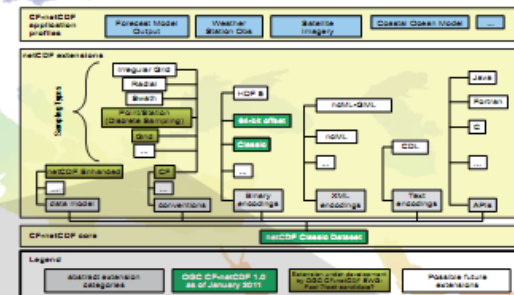 CF-netCDF
application
profiles
Forecast Model
Output
Weather
Station Obs
Satellite
Imagery
Coastal Ocean Model
...
netCDF extensions
Sampling Types
Irregular Grid
Radial
Swath
Point/Station
(Discrete Sampling)
Grid
...
netCDF Enhanced
...
data model
CF
...
conventions
HDF 5
64-bit offset
Classic
...
Binary
encodings
ncML-GML
ncML
...
XML
encodings
CDL
...
Text
encodings
Java
Fortran
C
...
APIs
CF-netCDF core
netCDF Classic Dataset
Legend
abstract extension
categories
OGC CF-netCDF 1.0
as of January 2011
Extension under development
by OGC CF-netCDF SWG:
Fast Track candidate?
Possible future
extensions